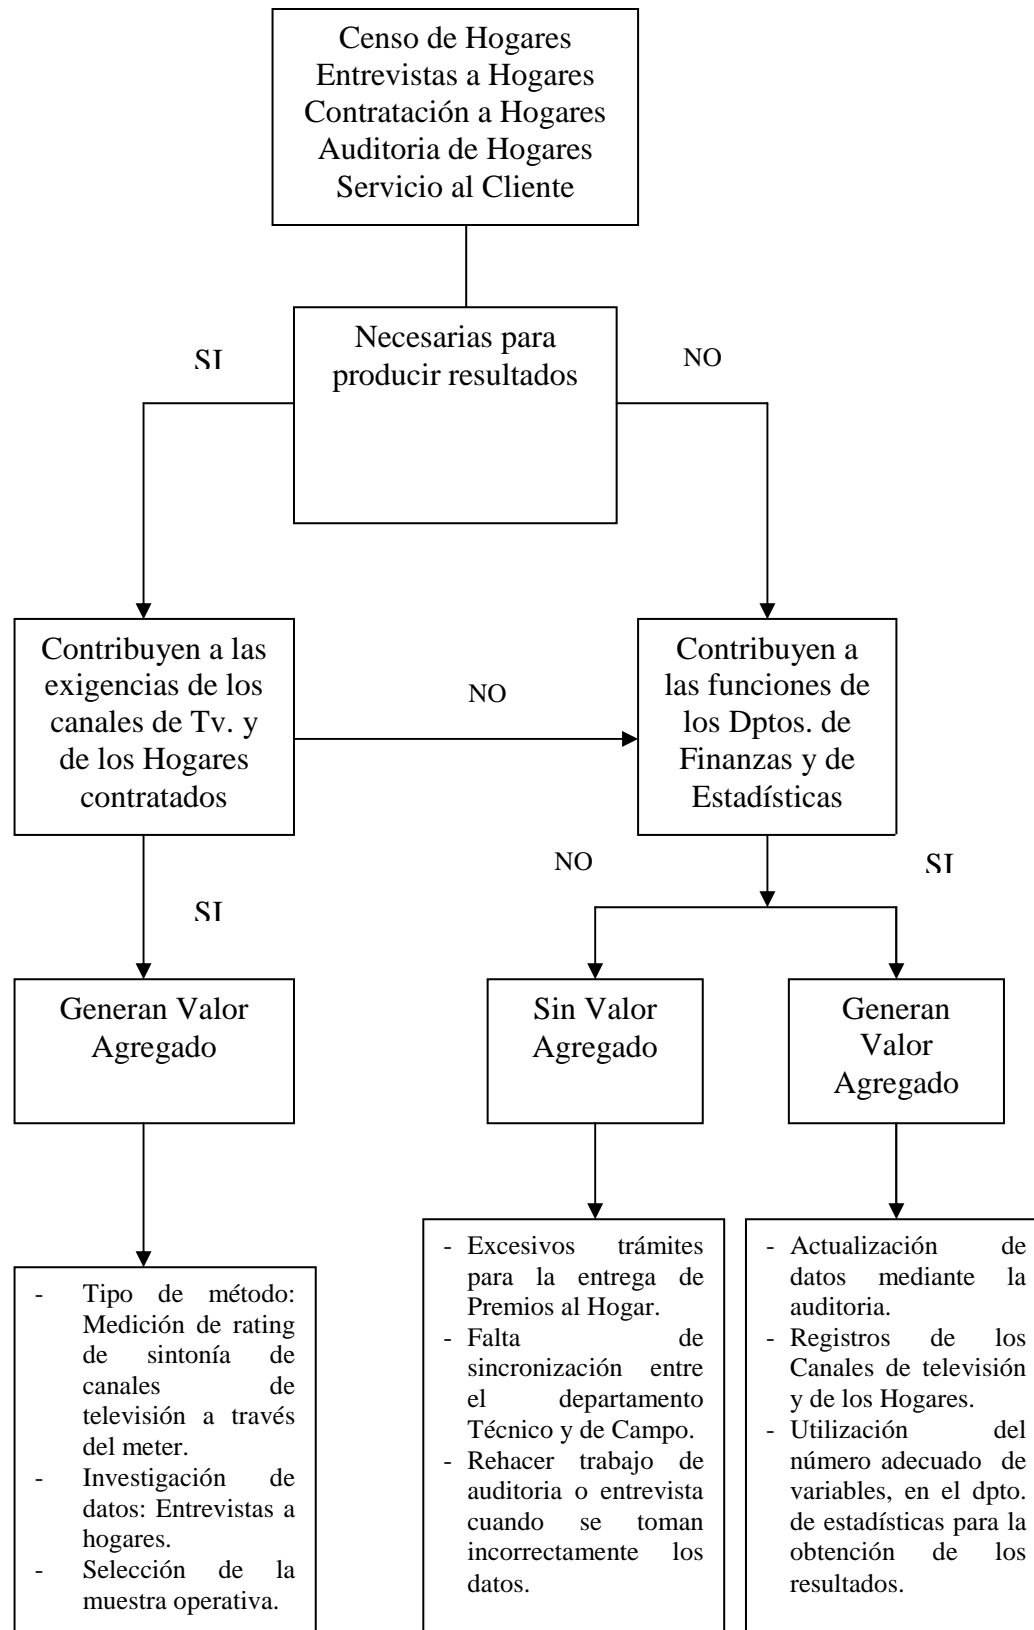 Censo de Hogares
Entrevistas a Hogares
Contratación a Hogares
Auditoria de Hogares
Servicio al Cliente
Necesarias para
producir resultados
SI
NO
Contribuyen a las
exigencias de los
canales de Tv. y
de los Hogares
contratados
NO
Contribuyen a
las funciones de
los Dptos. de
Finanzas y de
Estadísticas
NO
SI
SI
Generan Valor
Agregado
Sin Valor
Agregado
Generan
Valor
Agregado
- Tipo de método:
Medición de rating
de sintonía de
canales de
televisión a través
del meter.
- Investigación de
datos: Entrevistas a
hogares.
- Selección de la
muestra operativa.
- Excesivos trámites
para la entrega de
Premios al Hogar.
- Falta de
sincronización entre
el departamento
Técnico y de Campo.
- Rehacer trabajo de
auditoria o entrevista
cuando se toman
incorrectamente los
datos.
- Actualización de
datos mediante la
auditoria.
- Registros de los
Canales de televisión
y de los Hogares.
- Utilización del
número adecuado de
variables, en el dpto.
de estadísticas para la
obtención de los
resultados.